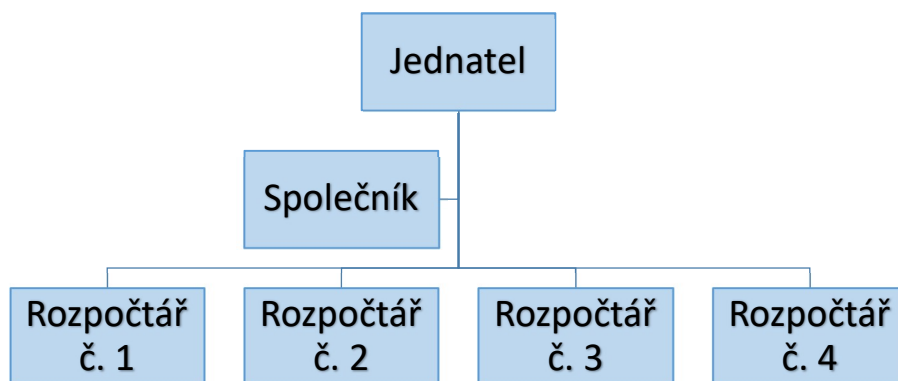 Jednatel
Společník
Rozpočtář
č. 1
Rozpočtář
č. 2
Rozpočtář
č. 3
Rozpočtář
č. 4